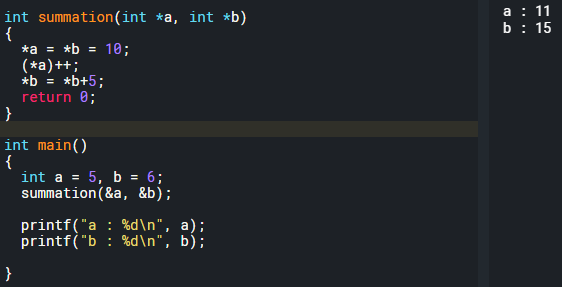 int summation(int *a, int *b)
{
  *a = *b = 10;
  (*a)++;
  *b = *b+5;
  return 0;
}
int main()
{
  int a = 5, b = 6;
  summation(&a, &b);

  printf("a : %d\n", a);
  printf("b : %d\n", b);

}
a : 11
b : 15